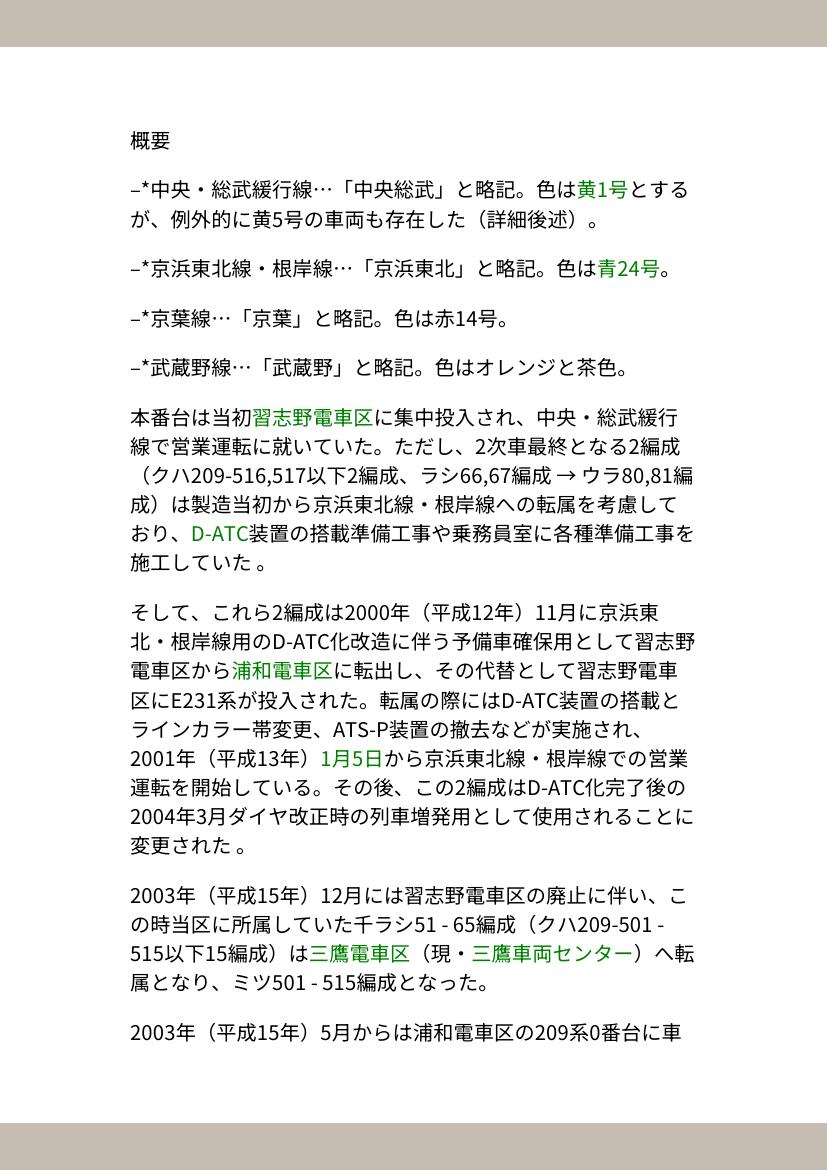 概要
–*中央・総武緩行線…「中央総武」と略記。色は黄1号とする
が、例外的に黄5号の車両も存在した（詳細後述）。
–*京浜東北線・根岸線…「京浜東北」と略記。色は青24号。
–*京葉線…「京葉」と略記。色は赤14号。
–*武蔵野線…「武蔵野」と略記。色はオレンジと茶色。
本番台は当初習志野電車区に集中投入され、中央・総武緩行
線で営業運転に就いていた。ただし、2次車最終となる2編成
（クハ209-516,517以下2編成、ラシ66,67編成 → ウラ80,81編
成）は製造当初から京浜東北線・根岸線への転属を考慮して
おり、D-ATC装置の搭載準備工事や乗務員室に各種準備工事を
施工していた 。
そして、これら2編成は2000年（平成12年）11月に京浜東
北・根岸線用のD-ATC化改造に伴う予備車確保用として習志野
電車区から浦和電車区に転出し、その代替として習志野電車
区にE231系が投入された。転属の際にはD-ATC装置の搭載と
ラインカラー帯変更、ATS-P装置の撤去などが実施され、
2001年（平成13年）1月5日から京浜東北線・根岸線での営業
運転を開始している。その後、この2編成はD-ATC化完了後の
2004年3月ダイヤ改正時の列車増発用として使用されることに
変更された 。
2003年（平成15年）12月には習志野電車区の廃止に伴い、こ
の時当区に所属していた千ラシ51 - 65編成（クハ209-501 -
515以下15編成）は三鷹電車区（現・三鷹車両センター）へ転
属となり、ミツ501 - 515編成となった。
2003年（平成15年）5月からは浦和電車区の209系0番台に車